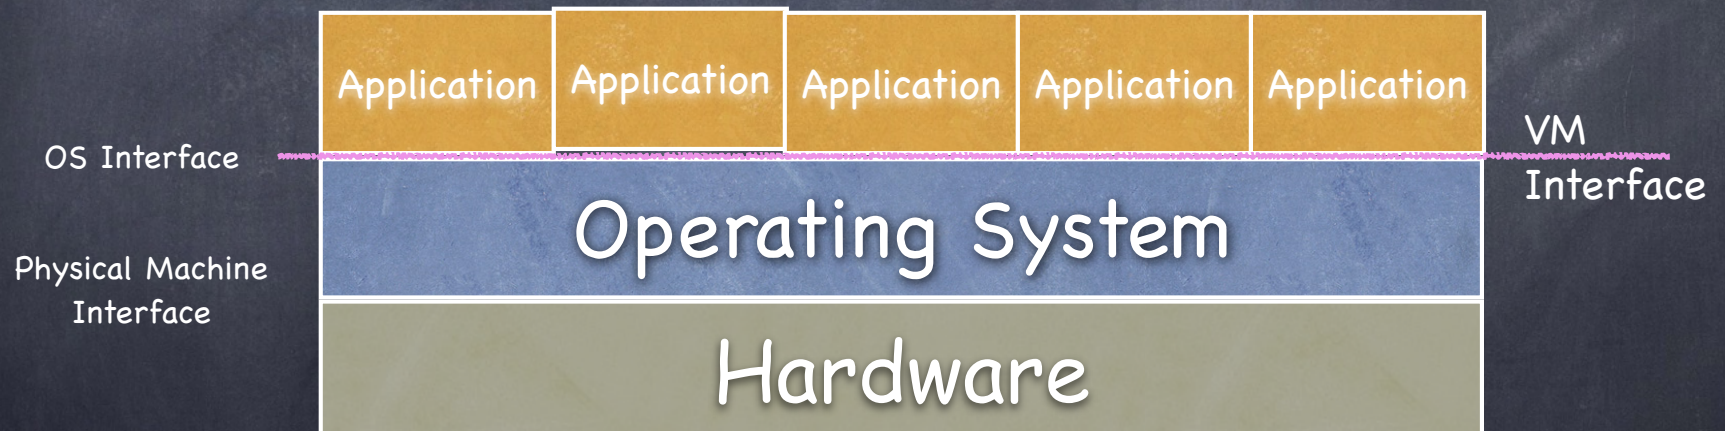 Application
Application
Application
Application
Application
OS Interface
VM
Interface
Operating System
Physical Machine
Interface
Hardware